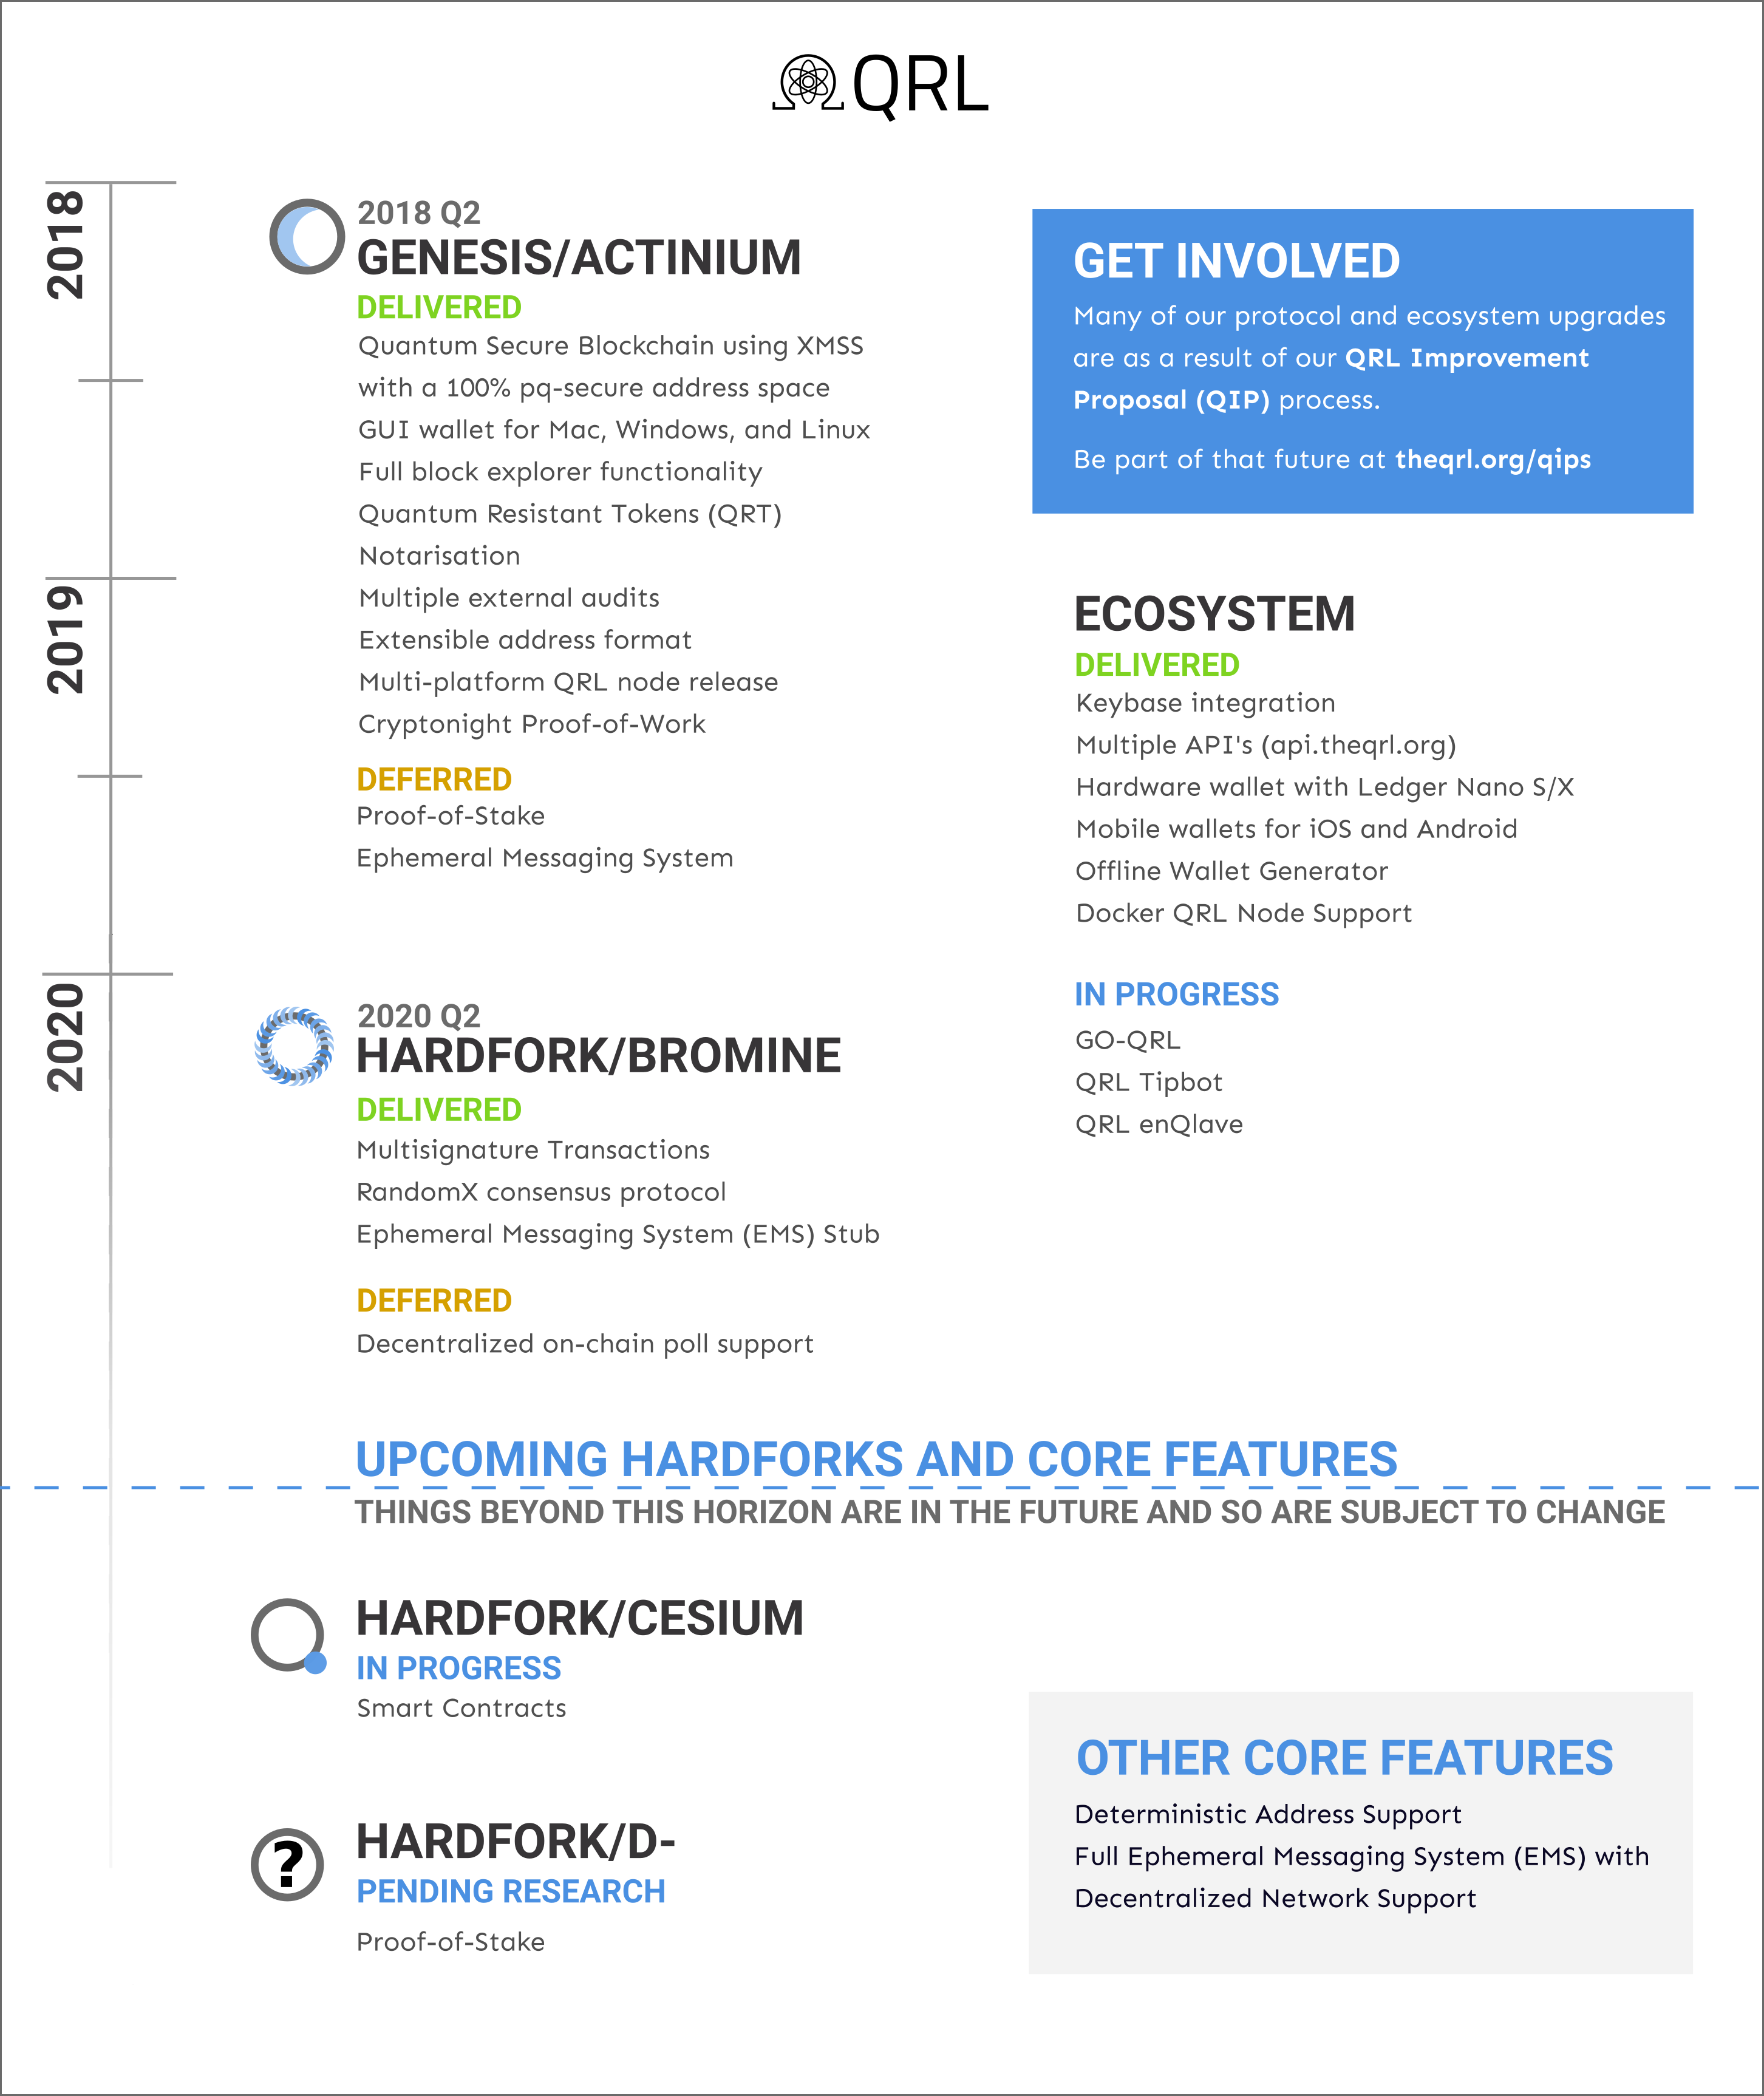 QRL
2018
2018 Q2
GENESIS/ACTINIUM
DELIVERED
Quantum Secure Blockchain using XMSS
with a 100% pq-secure address space
GUI wallet for Mac, Windows, and Linux
Full block explorer functionality
Quantum Resistant Tokens (QRT)
Notarisation
Multiple external audits
Extensible address format
Multi-platform QRL node release
Cryptonight Proof-of-Work
DEFERRED
Proof-of-Stake
Ephemeral Messaging System
GET INVOLVED
Many of our protocol and ecosystem upgrades
are as a result of our QRL Improvement
Proposal (QIP) process.
Be part of that future at theqrl.org/qips
2019
ECOSYSTEM
DELIVERED
Keybase integration
Multiple API's (api.theqrl.org)
Hardware wallet with Ledger Nano S/X
Mobile wallets for iOS and Android
Offline Wallet Generator
Docker QRL Node Support
IN PROGRESS
GO-QRL
QRL Tipbot
QRL enQlave
2020
2020 Q2
HARDFORK/BROMINE
DELIVERED
Multisignature Transactions
RandomX consensus protocol
Ephemeral Messaging System (EMS) Stub
DEFERRED
Decentralized on-chain poll support
UPCOMING HARDFORKS AND CORE FEATURES
THINGS BEYOND THIS HORIZON ARE IN THE FUTURE AND SO ARE SUBJECT TO CHANGE
HARDFORK/CESIUM
IN PROGRESS
Smart Contracts
?
HARDFORK/D-
PENDING RESEARCH
Proof-of-Stake
OTHER CORE FEATURES
Deterministic Address Support
Full Ephemeral Messaging System (EMS) with
Decentralized Network Support